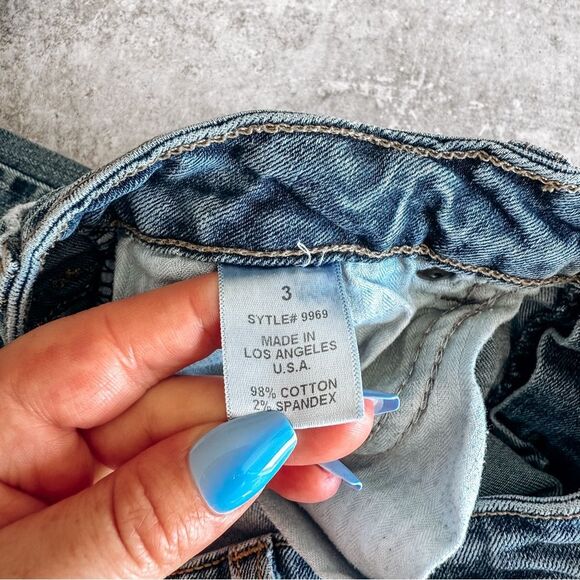 3
SYTLE# 9969
MADE IN
LOS ANGELES
U.S.A.
98% COTTON
2% SPANDEX